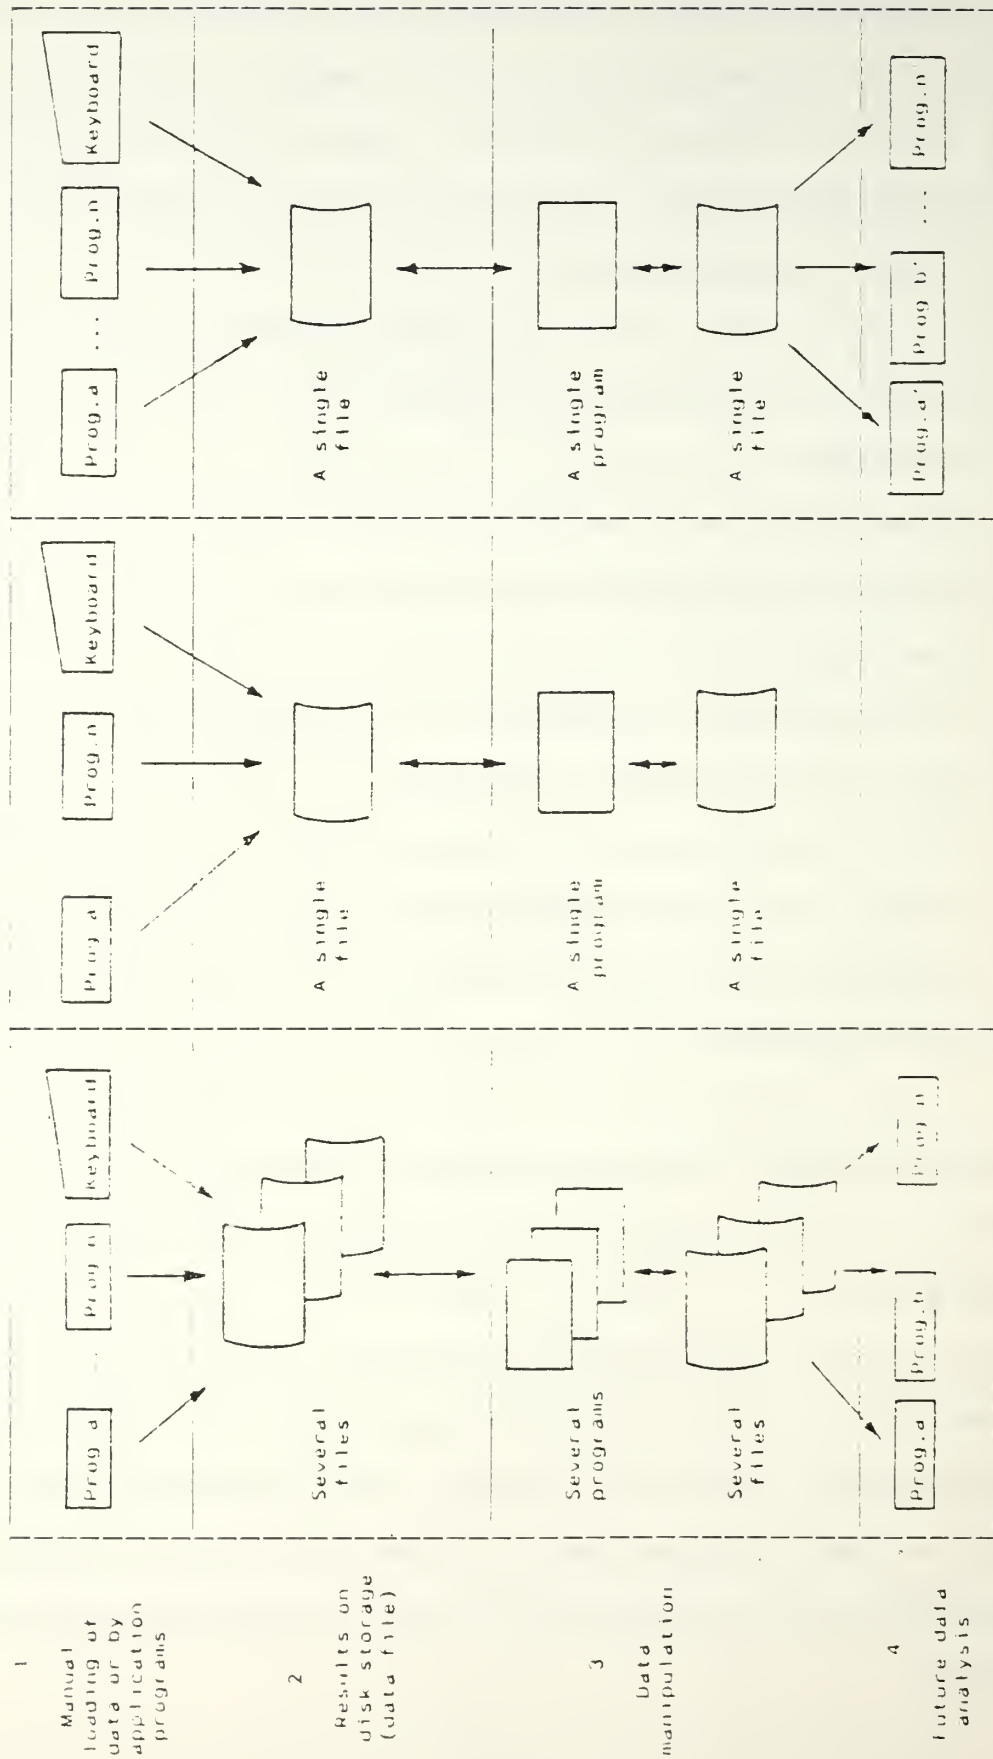 1
Manual
loading of
data or by
application
programs
Prog a
...
Prog n
Keyboard
Prog a
Prog.n
Keyboard
Prog.a
...
Prog.n
Keyboard
2
Results on
disk storage
(data file)
Several
files
A single
file
A single
file
3
Data
manipulation
Several
programs
A single
program
A single
program
Several
files
A single
file
A single
file
4
Future data
analysis
Prog.a
Prog.b
Prog n
Prog.a'
Prog b'
...
Prog.n'